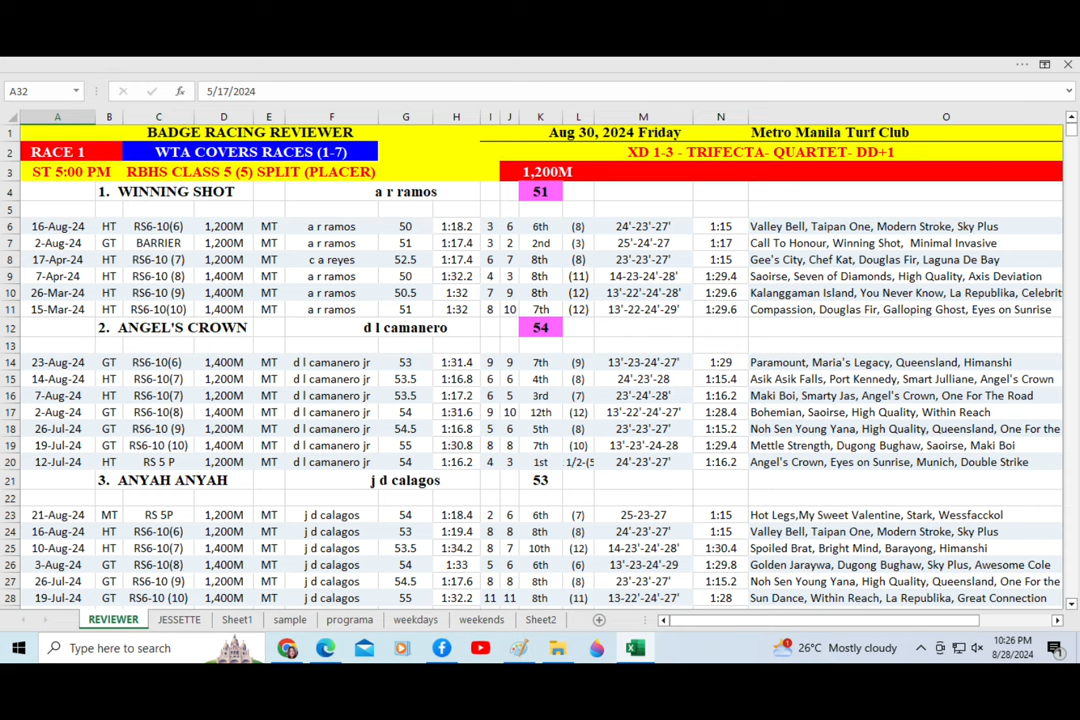 A32 fx 5/17/2024
A B C D E F G H I J K L M N O
1 BADGE RACING REVIEWER Aug 30, 2024 Friday Metro Manila Turf Club
2 RACE 1 WTA COVERS RACES (1-7) XD 1-3 - TRIFECTA- QUARTET- DD+1
3 ST 5:00 PM RBHS CLASS 5 (5) SPLIT (PLACER) 1,200M
4 1. WINNING SHOT a r ramos 51
5
6 16-Aug-24 HT RS6-10(6) 1,200M MT a r ramos 50 1:18.2 3 6 6th (8) 24'-23'-27' 1:15 Valley Bell, Taipan One, Modern Stroke, Sky Plus
7 2-Aug-24 GT BARRIER 1,200M MT a r ramos 51 1:17.4 3 2 2nd (3) 25'-24'-27 1:17 Call To Honour, Winning Shot, Minimal Invasive
8 17-Apr-24 HT RS6-10 (7) 1,200M MT c a reyes 52.5 1:17.4 6 7 8th (8) 23'-23'-27' 1:15 Gee's City, Chef Kat, Douglas Fir, Laguna De Bay
9 7-Apr-24 HT RS6-10 (8) 1,400M MT a r ramos 50 1:32.2 4 3 8th (11) 14-23-24'-28' 1:29.4 Saoirse, Seven of Diamonds, High Quality, Axis Deviation
10 26-Mar-24 HT RS6-10 (9) 1,400M MT a r ramos 50.5 1:32 7 9 8th (12) 13'-22'-24'-28' 1:29.6 Kalanggaman Island, You Never Know, La Republika, Celebrit
11 15-Mar-24 HT RS6-10(10) 1,400M MT a r ramos 51 1:32 8 10 7th (12) 13'-22-24'-29' 1:29.6 Compassion, Douglas Fir, Galloping Ghost, Eyes on Sunrise
12 2. ANGEL'S CROWN d l camanero 54
13
14 23-Aug-24 GT RS6-10(6) 1,400M MT d l camanero jr 53 1:31.4 9 9 7th (9) 13'-23-24'-27' 1:29 Paramount, Maria's Legacy, Queensland, Himanshi
15 14-Aug-24 HT RS6-10(7) 1,200M MT d l camanero jr 53.5 1:16.8 6 6 4th (8) 24'-23'-28 1:15.4 Asik Asik Falls, Port Kennedy, Smart Julliane, Angel's Crown
16 7-Aug-24 HT RS6-10(7) 1,200M MT d l camanero jr 53.5 1:17.2 6 5 3rd (7) 23'-24'-28' 1:15.4 Maki Boi, Smarty Jas, Angel's Crown, One For The Road
17 2-Aug-24 GT RS6-10(8) 1,400M MT d l camanero jr 54 1:31.6 9 10 12th (12) 13'-22'-24'-27' 1:28.4 Bohemian, Saoirse, High Quality, Within Reach
18 26-Jul-24 GT RS6-10 (9) 1,200M MT d l camanero jr 54.5 1:16.8 5 6 5th (8) 23'-23'-27' 1:15.2 Noh Sen Young Yana, High Quality, Queensland, One For the
19 19-Jul-24 GT RS6-10 (10) 1,400M MT d l camanero jr 55 1:30.8 8 8 7th (10) 13'-23'-24-28 1:29.4 Mettle Strength, Dugong Bughaw, Saoirse, Maki Boi
20 12-Jul-24 HT RS 5 P 1,200M MT d l camanero jr 54 1:16.2 4 3 1st 1/2-(5 24'-23'-27' 1:16.2 Angel's Crown, Eyes on Sunrise, Munich, Double Strike
21 3. ANYAH ANYAH j d calagos 53
22
23 21-Aug-24 MT RS 5P 1,200M MT j d calagos 54 1:18.4 2 6 6th (7) 25-23-27 1:15 Hot Legs,My Sweet Valentine, Stark, Wessfacckol
24 16-Aug-24 HT RS6-10(6) 1,200M MT j d calagos 53 1:19.4 8 8 8th (8) 24'-23'-27' 1:15 Valley Bell, Taipan One, Modern Stroke, Sky Plus
25 10-Aug-24 HT RS6-10(7) 1,400M MT j d calagos 53.5 1:34.2 8 7 10th (12) 14-23'-24'-28' 1:30.4 Spoiled Brat, Bright Mind, Barayong, Himanshi
26 3-Aug-24 GT RS6-10(8) 1,400M MT j d calagos 54 1:33 5 6 6th (6) 13'-23'-24'-29 1:29.8 Golden Jaraywa, Dugong Bughaw, Sky Plus, Awesome Cole
27 26-Jul-24 GT RS6-10 (9) 1,200M MT j d calagos 54.5 1:17.6 8 8 8th (8) 23'-23'-27' 1:15.2 Noh Sen Young Yana, High Quality, Queensland, One For the
28 19-Jul-24 GT RS6-10 (10) 1,400M MT j d calagos 55 1:32.2 11 11 8th (11) 13-22'-24'-27' 1:28 Sun Dance, Within Reach, La Republika, Great Connection
REVIEWER JESSETTE Sheet1 sample programa weekdays weekends Sheet2
Type here to search 26°C Mostly cloudy 10:26 PM
8/28/2024